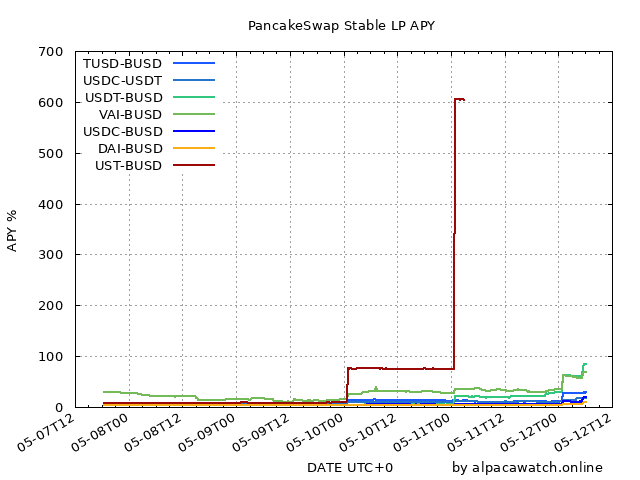 PancakeSwap Stable LP APY
700
600
500
400
300
200
100
0
APY %
TUSD-BUSD
USDC-USDT
USDT-BUSD
VAI-BUSD
USDC-BUSD
DAI-BUSD
UST-BUSD
05-07T12
05-08T00
05-08T12
05-09T00
05-09T12
05-10T00
05-10T12
05-11T00
05-11T12
05-12T00
05-12T12
DATE UTC+0
by alpacawatch.online